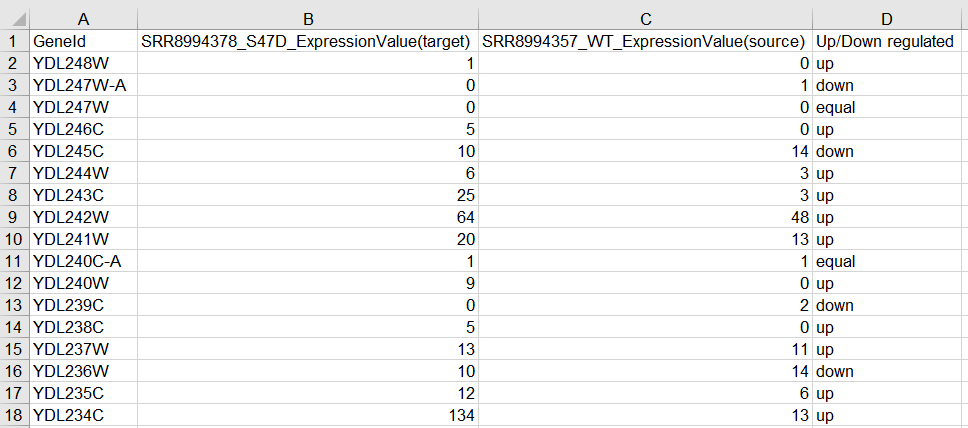 A B C D
1 GeneId SRR8994378_S47D_ExpressionValue(target) SRR8994357_WT_ExpressionValue(source) Up/Down regulated
2 YDL248W 1 0 up
3 YDL247W-A 0 1 down
4 YDL247W 0 0 equal
5 YDL246C 5 0 up
6 YDL245C 10 14 down
7 YDL244W 6 3 up
8 YDL243C 25 3 up
9 YDL242W 64 48 up
10 YDL241W 20 13 up
11 YDL240C-A 1 1 equal
12 YDL240W 9 0 up
13 YDL239C 0 2 down
14 YDL238C 5 0 up
15 YDL237W 13 11 up
16 YDL236W 10 14 down
17 YDL235C 12 6 up
18 YDL234C 134 13 up